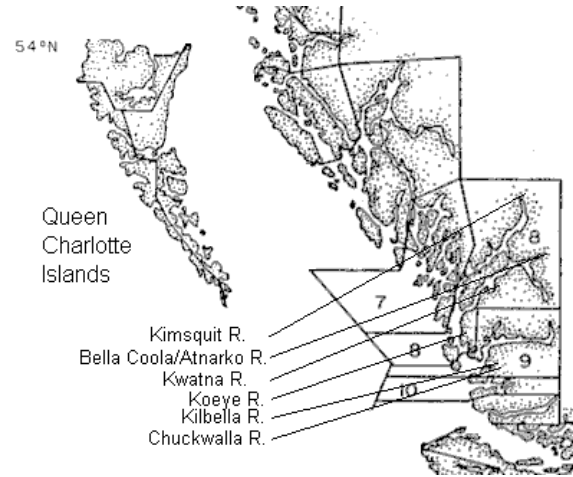 54°N
Queen
Charlotte
Islands
8
7
Kimsquit R.
Bella Coola/Atnarko R.
8
9
Kwatna R.
Koeye R.
10
Kilbella R.
Chuckwalla R.